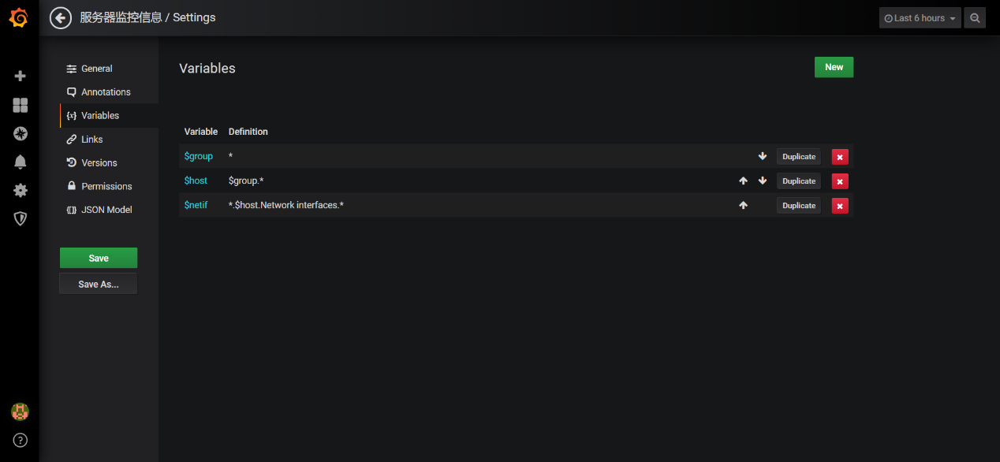 服务器监控信息 / Settings
Last 6 hours
General
Annotations
Variables
Links
Versions
Permissions
JSON Model
Save
Save As...
Variables
New
Variable Definition
$group * Duplicate
$host $group.* Duplicate
$netif *.$host.Network interfaces.* Duplicate